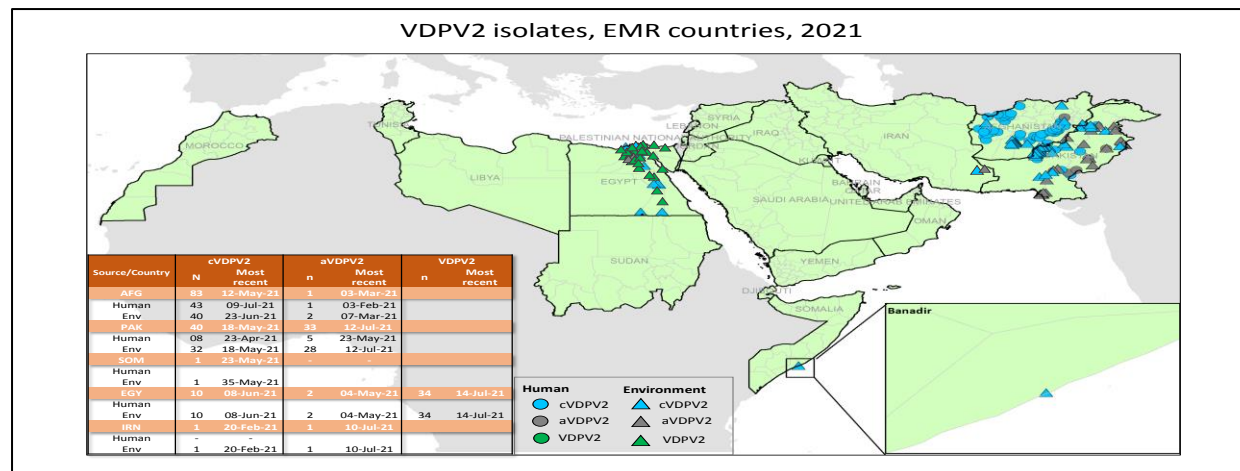 VDPV2 isolates, EMR countries, 2021
MOROCCO
TUNIS
LIBYA
EGYPT
SUDAN
PALESTINIAN NATIONAL AUTHORITY
LEBANON
SYRIA
JORDAN
IRAQ
IRAN
KUWAIT
BAHRAIN
QATAR
SAUDI ARABIA
UNITED ARAB EMIRATES
OMAN
YEMEN
DJIBOUTI
SOMALIA
AFGHANISTAN
PAKISTAN
Source/Country cVDPV2 aVDPV2 VDPV2
N Most recent n Most recent n Most recent
AFG 83 12-May-21 1 03-Mar-21
Human 43 09-Jul-21 1 03-Feb-21
Env 40 23-Jun-21 2 07-Mar-21
PAK 40 18-May-21 33 12-Jul-21
Human 08 23-Apr-21 5 23-May-21
Env 32 18-May-21 28 12-Jul-21
SOM 1 23-May-21 - -
Human
Env 1 35-May-21
EGY 10 08-Jun-21 2 04-May-21 34 14-Jul-21
Human
Env 10 08-Jun-21 2 04-May-21 34 14-Jul-21
IRN 1 20-Feb-21 1 10-Jul-21
Human - -
Env 1 20-Feb-21 1 10-Jul-21
Human Environment
cVDPV2 cVDPV2
aVDPV2 aVDPV2
VDPV2 VDPV2
Banadir